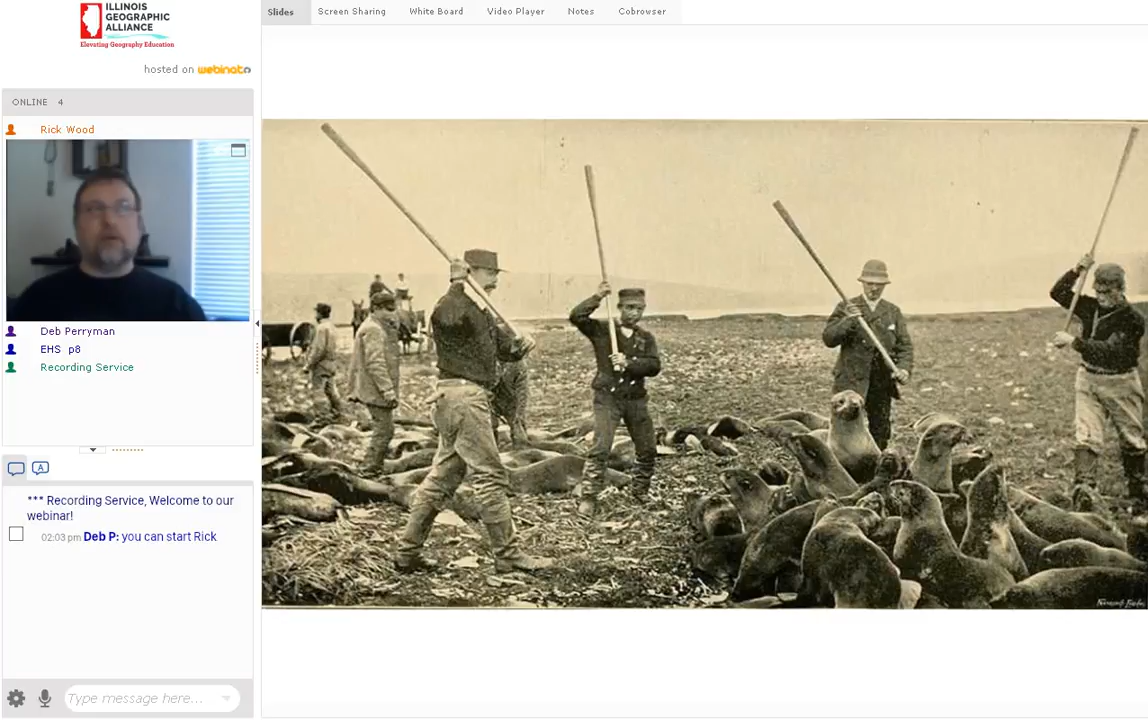 ILLINOIS
GEOGRAPHIC
ALLIANCE
Elevating Geography Education
hosted on webinato
ONLINE 4
Rick Wood
Deb Perryman
EHS p8
Recording Service
*** Recording Service, Welcome to our
webinar!
02:03 pm Deb P: you can start Rick
Type message here...
Slides Screen Sharing White Board Video Player Notes Cobrowser